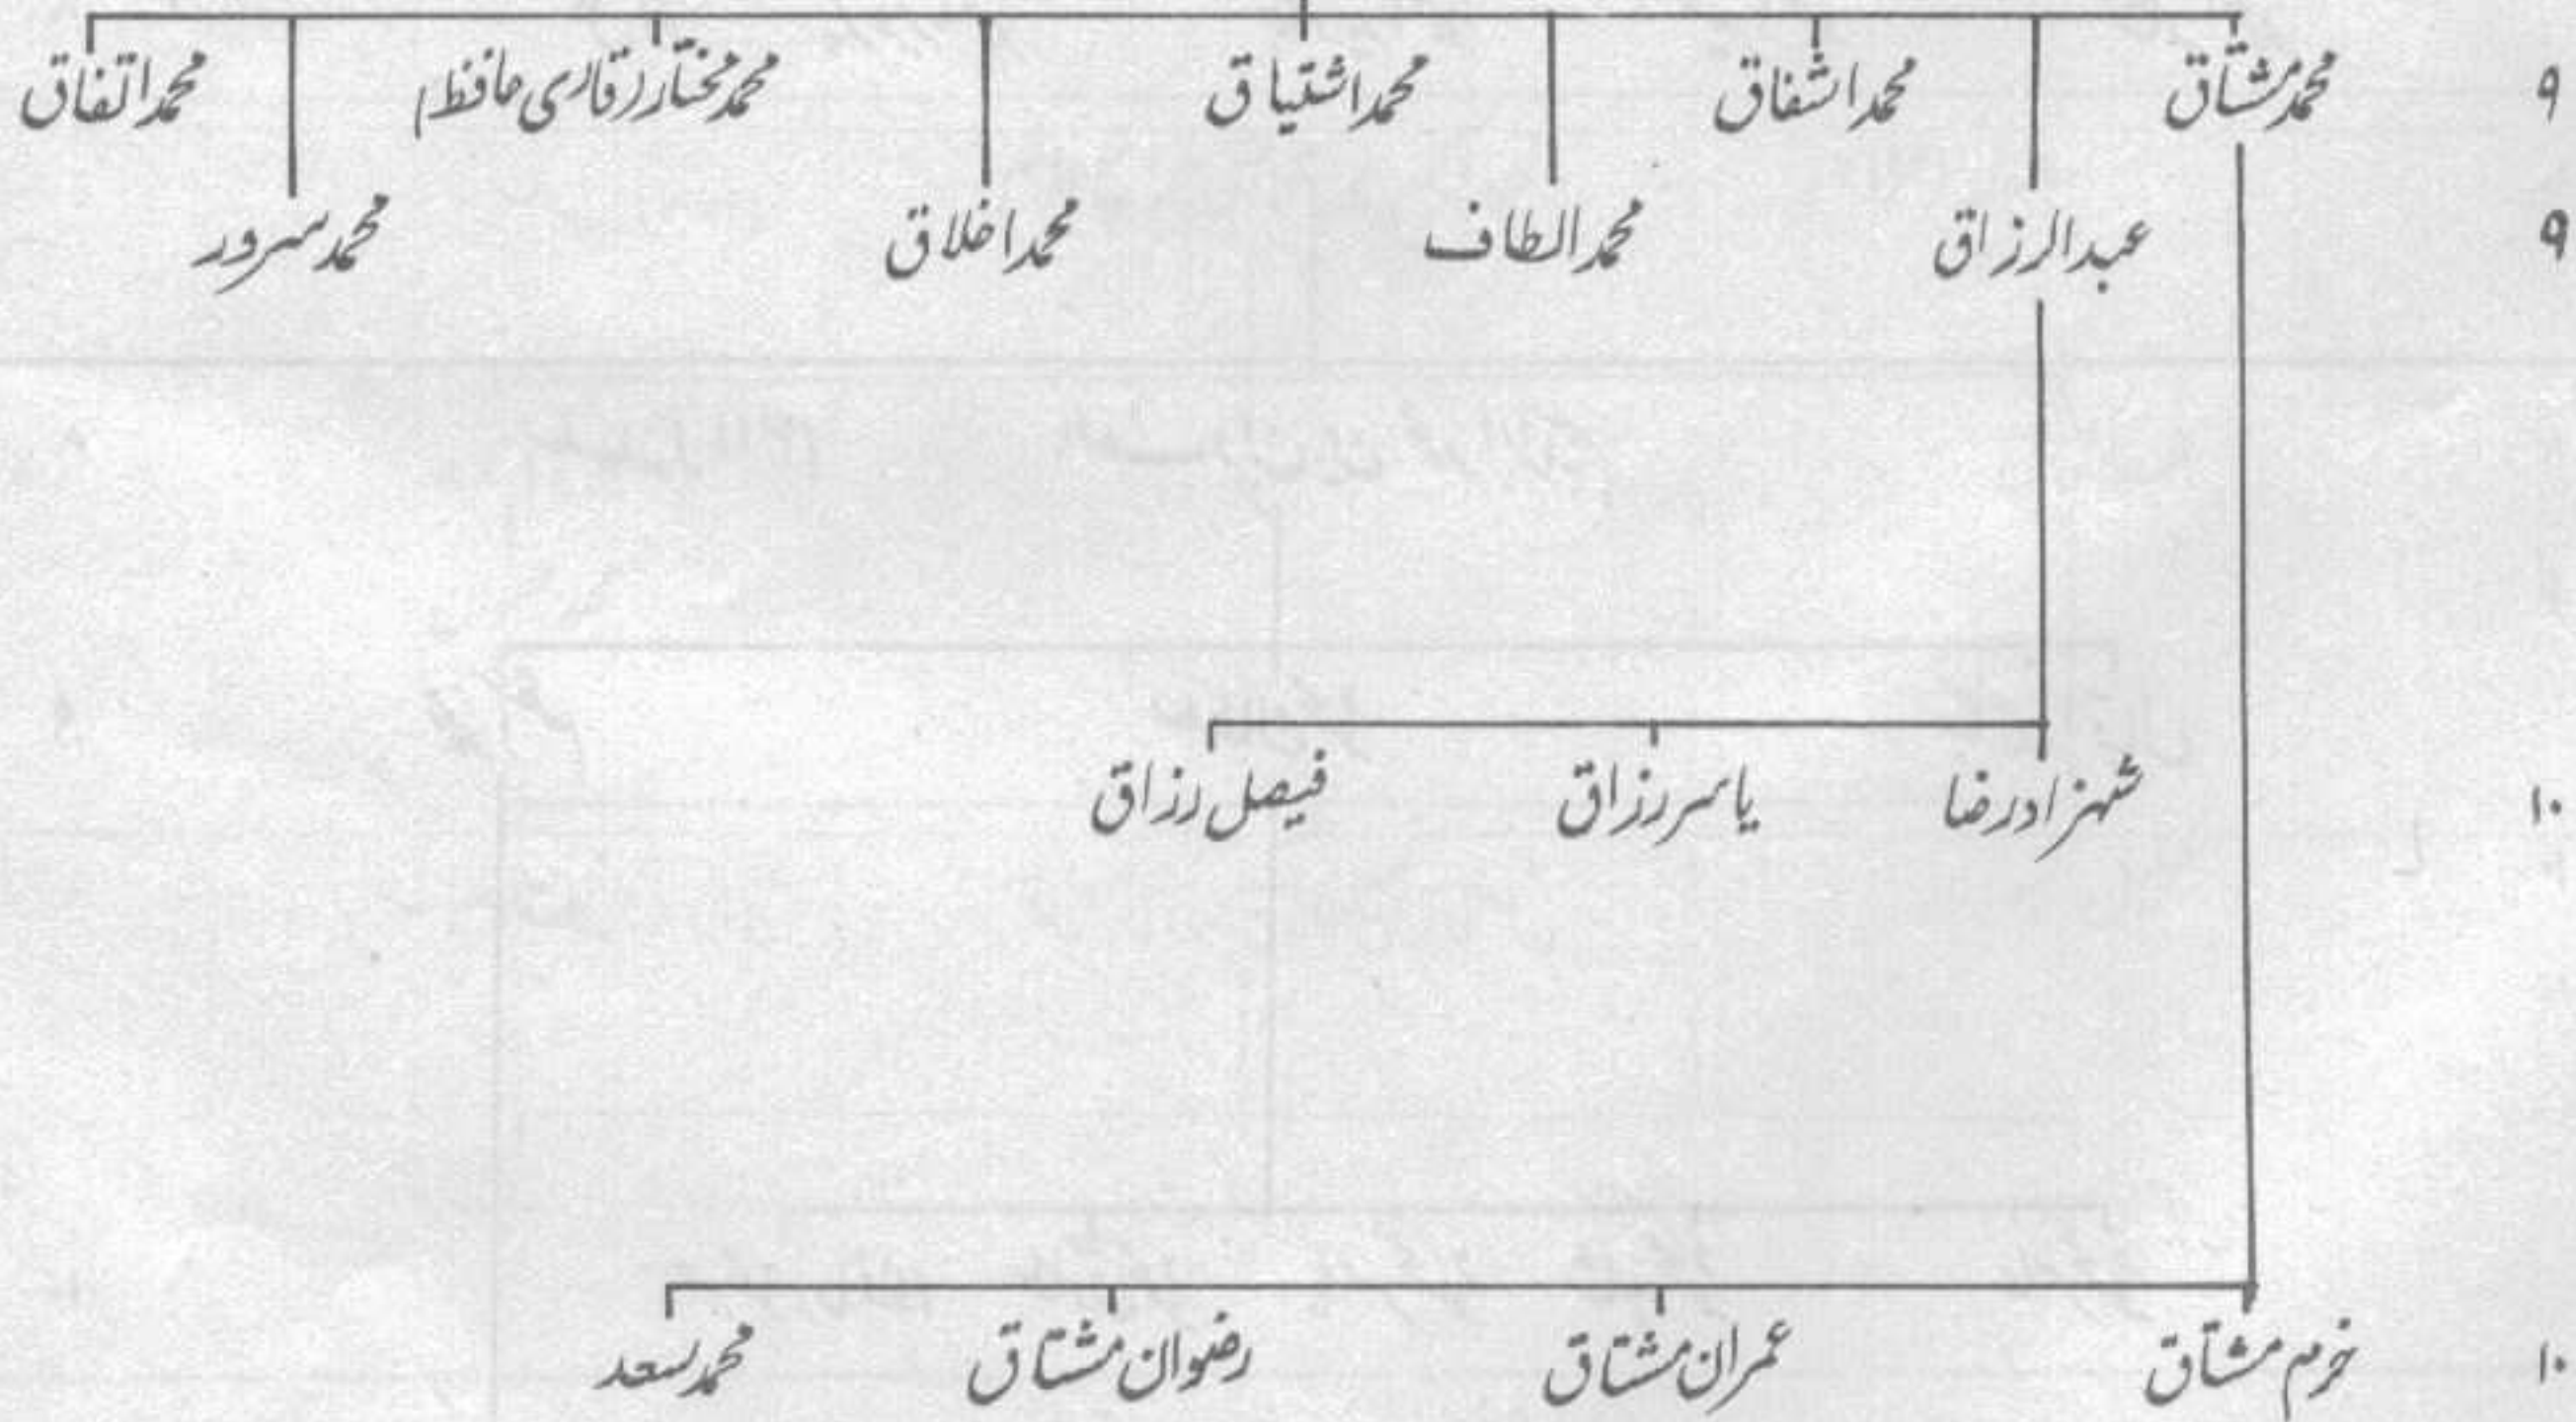 ۹ محمد مشتاق محمد اشفاق محمد اشتیاق محمد مختار (قاری حافظ) محمد اتفاق
۹ عبدالرزاق محمد الطاف محمد اخلاق محمد سرور
۱۰ شہزاد رضا یاسر رزاق فیصل رزاق
۱۰ خرم مشتاق عمران مشتاق رضوان مشتاق محمد سعد